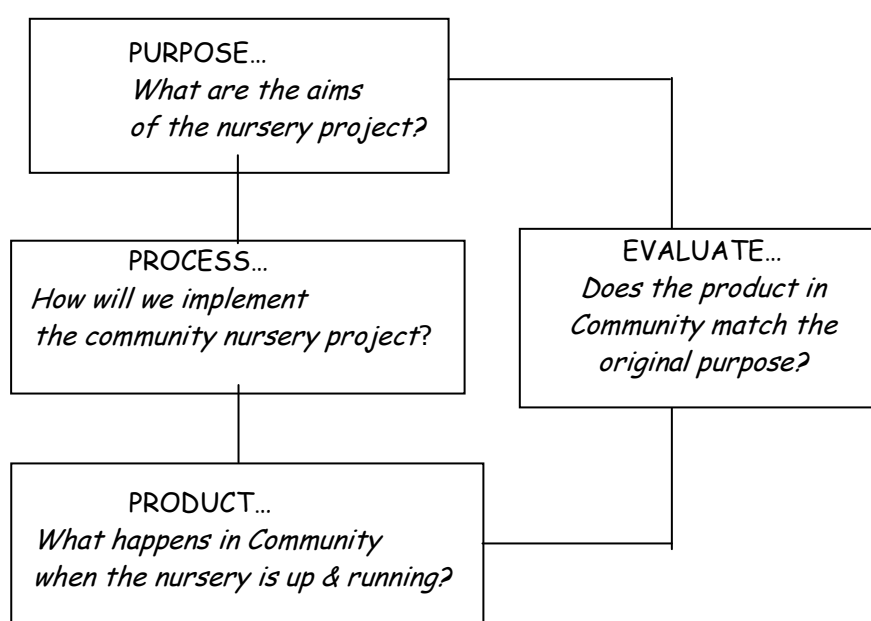 PURPOSE…
What are the aims
of the nursery project?
PROCESS…
How will we implement
the community nursery project?
PRODUCT…
What happens in Community
when the nursery is up & running?
EVALUATE…
Does the product in
Community match the
original purpose?